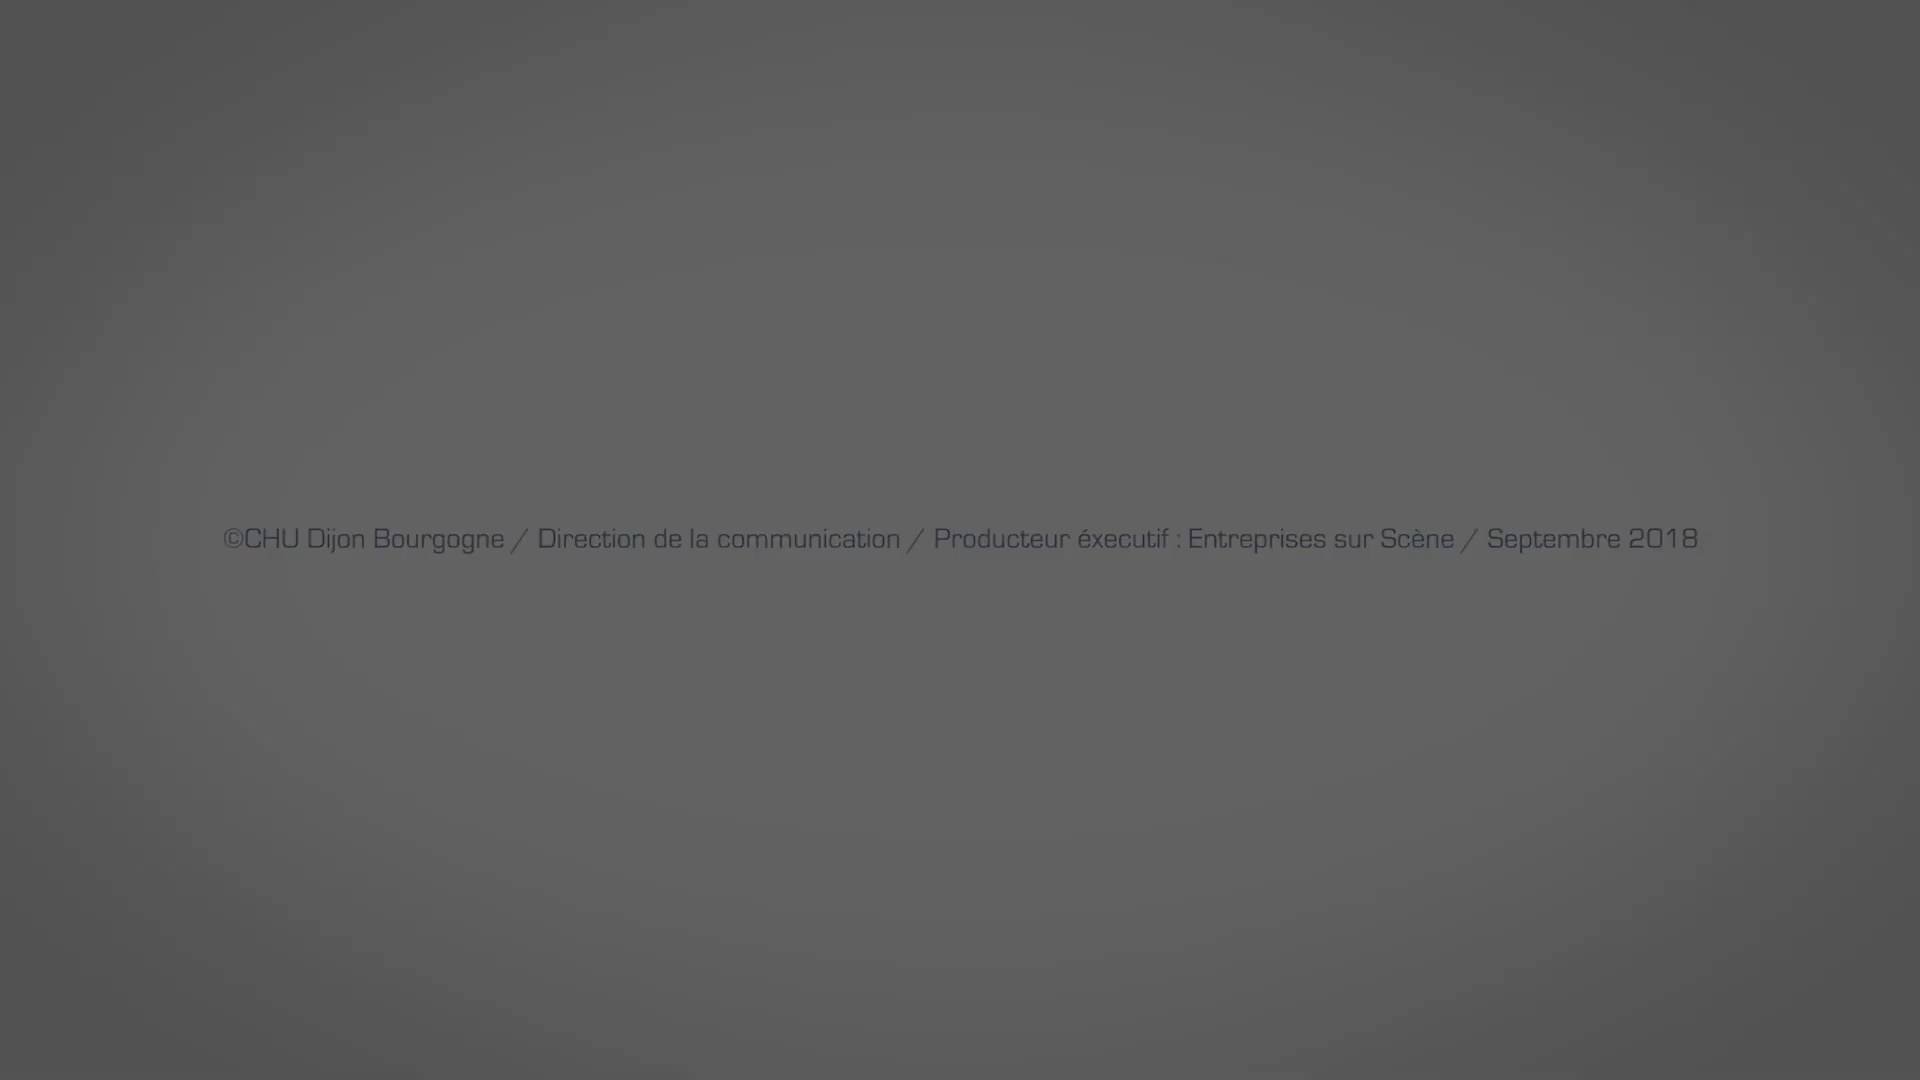 ©CHU Dijon Bourgogne / Direction de la communication / Producteur éxecutif : Entreprises sur Scène / Septembre 2018